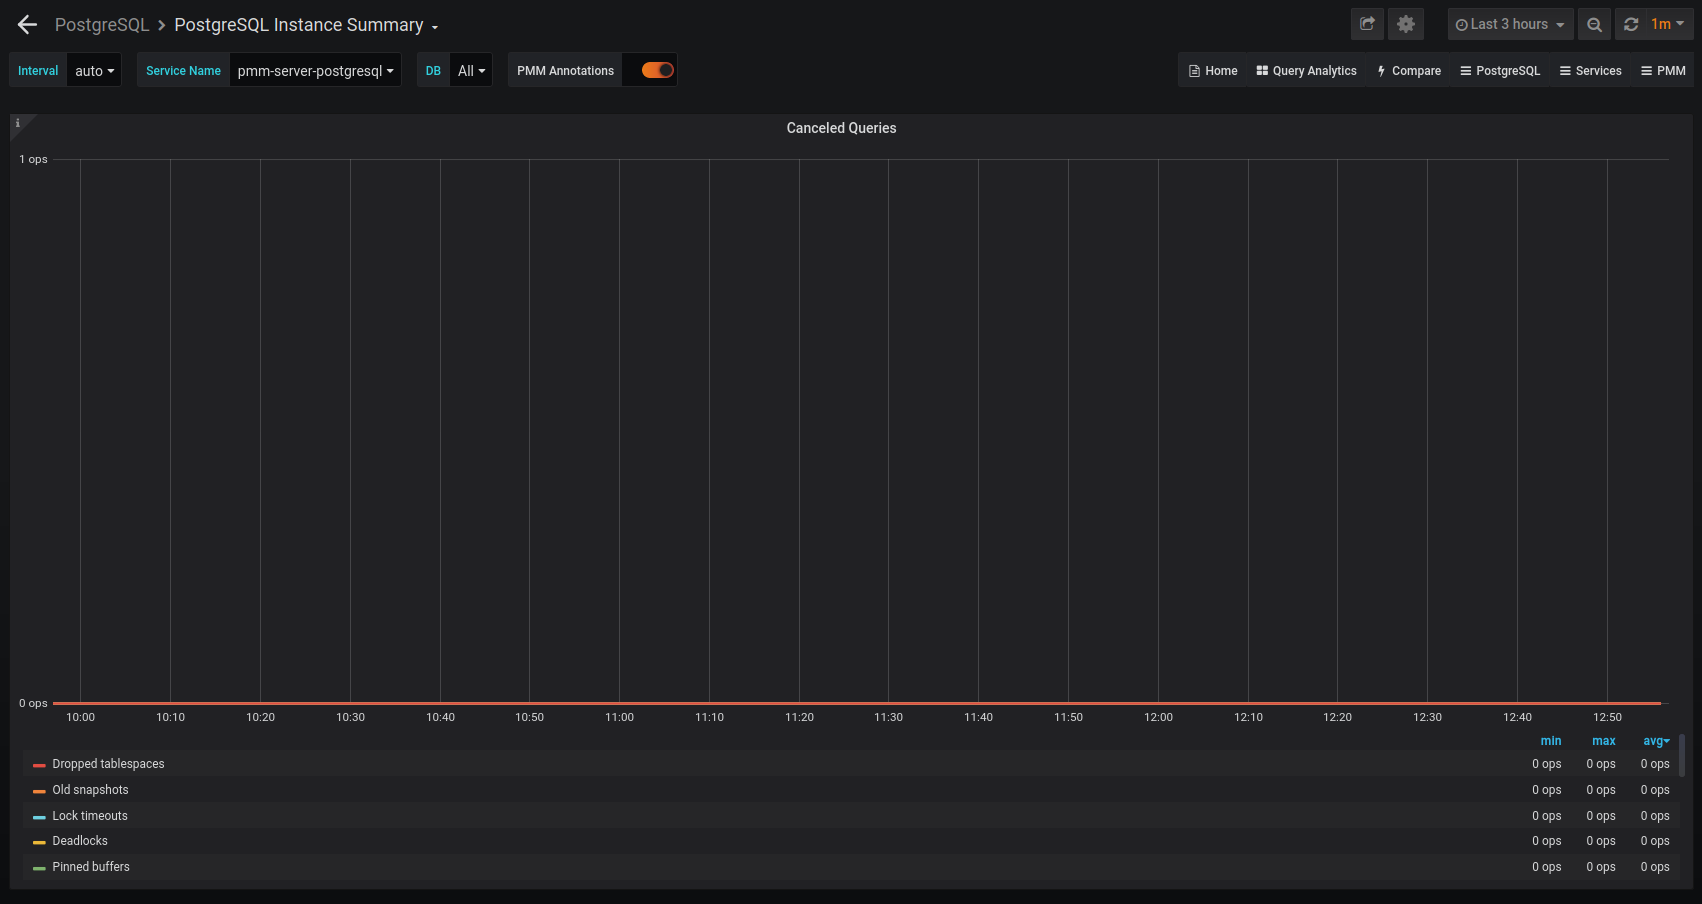 PostgreSQL > PostgreSQL Instance Summary
Last 3 hours
1m
Interval auto
Service Name pmm-server-postgresql
DB All
PMM Annotations
Home
Query Analytics
Compare
PostgreSQL
Services
PMM
i
Canceled Queries
1 ops
0 ops
10:00 10:10 10:20 10:30 10:40 10:50 11:00 11:10 11:20 11:30 11:40 11:50 12:00 12:10 12:20 12:30 12:40 12:50
min max avg
Dropped tablespaces 0 ops 0 ops 0 ops
Old snapshots 0 ops 0 ops 0 ops
Lock timeouts 0 ops 0 ops 0 ops
Deadlocks 0 ops 0 ops 0 ops
Pinned buffers 0 ops 0 ops 0 ops